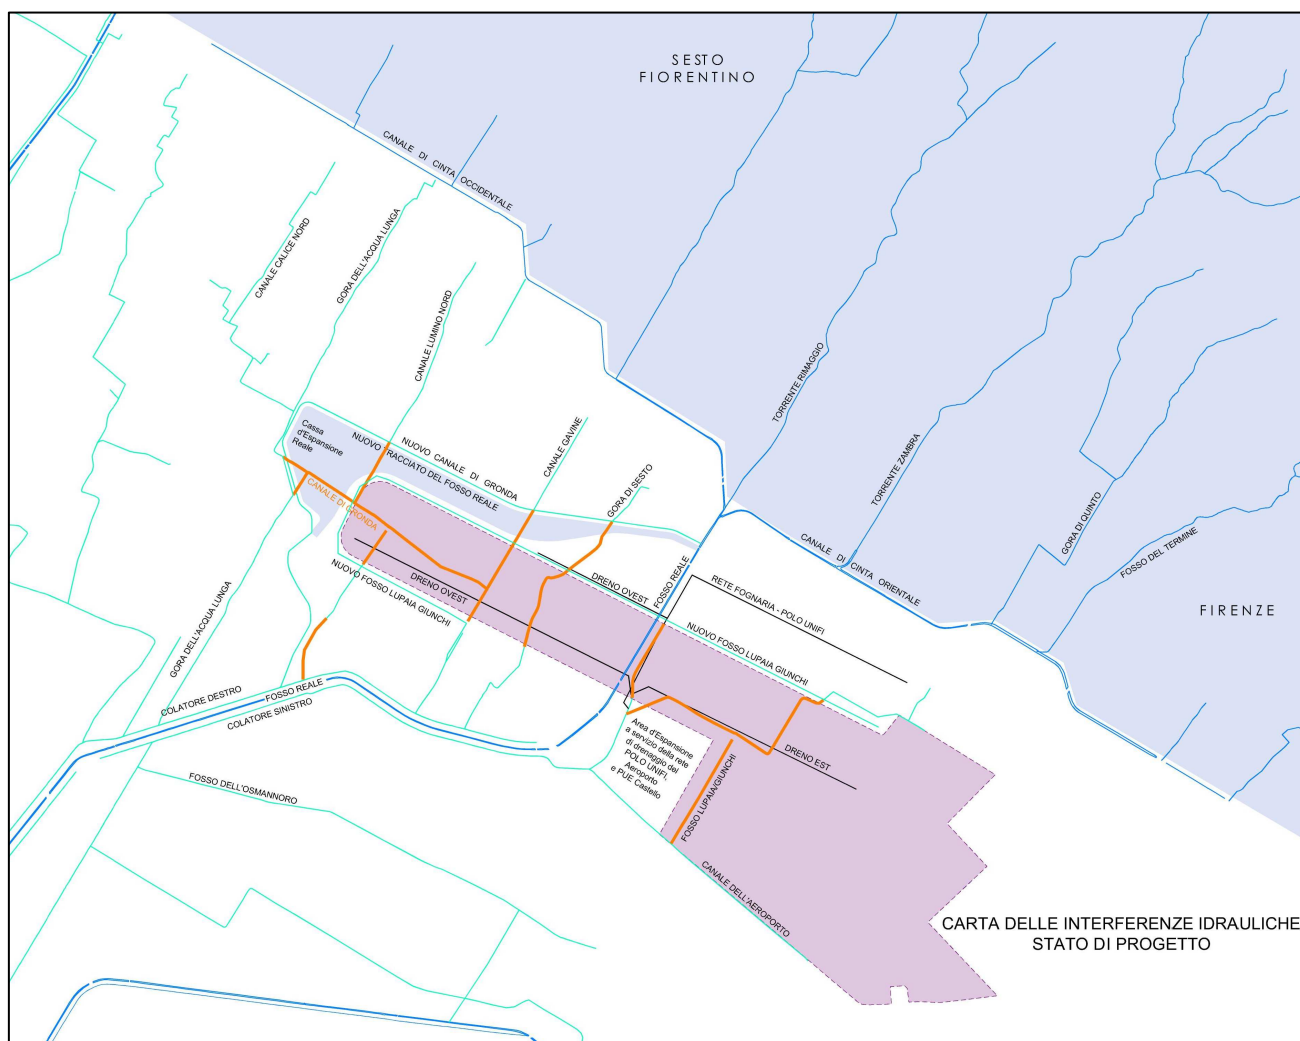 SESTO
FIORENTINO
CANALE DI CINTA OCCIDENTALE
CANALE CALICE NORD
GORA DELL'ACQUA LUNGA
CANALE LUMINO NORD
TORRENTE RIMAGGIO
Cassa
d'Espansione
Reale
NUOVO TRACCIATO DEL FOSSO REALE
NUOVO CANALE DI GRONDA
CANALE GAVINE
GORA DI SESTO
TORRENTE ZAMBRA
GORA DI QUINTO
FOSSO DEL TERMINE
CANALE DI GRONDA
CANALE DI CINTA ORIENTALE
FIRENZE
NUOVO FOSSO LUPAIA GIUNCHI
DRENO OVEST
DRENO OVEST
FOSSO REALE
RETE FOGNARIA - POLO UNIFI
NUOVO FOSSO LUPAIA GIUNCHI
GORA DELL'ACQUA LUNGA
COLATORE DESTRO
FOSSO REALE
COLATORE SINISTRO
Area d'Espansione
a servizio della rete
di drenaggio del
POLO UNIFI,
Aeroporto
e PUE Castello
DRENO EST
FOSSO LUPAIA/GIUNCHI
FOSSO DELL'OSMANNORO
CANALE DELL'AEROPORTO
CARTA DELLE INTERFERENZE IDRAULICHE
STATO DI PROGETTO